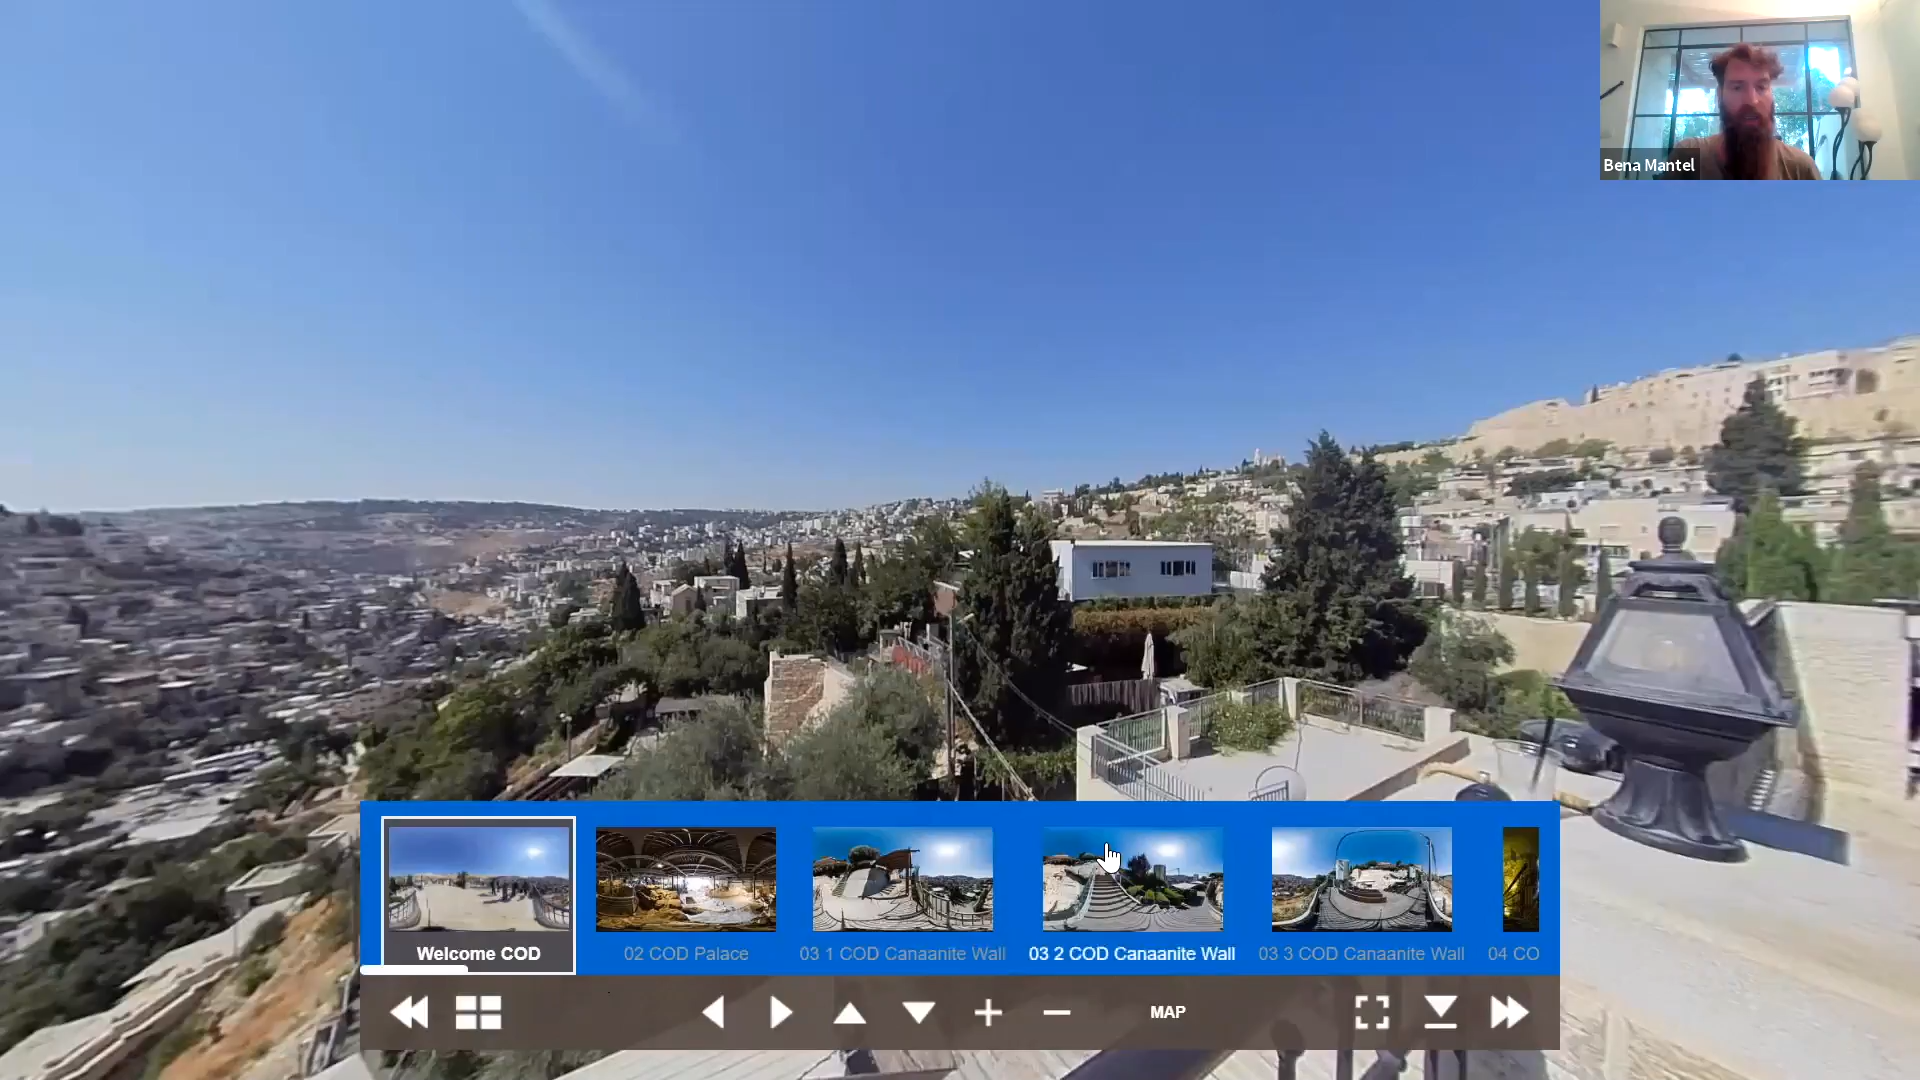 Bena Mantel
Welcome COD
02 COD Palace
03 1 COD Canaanite Wall
03 2 COD Canaanite Wall
03 3 COD Canaanite Wall
04 CO
MAP